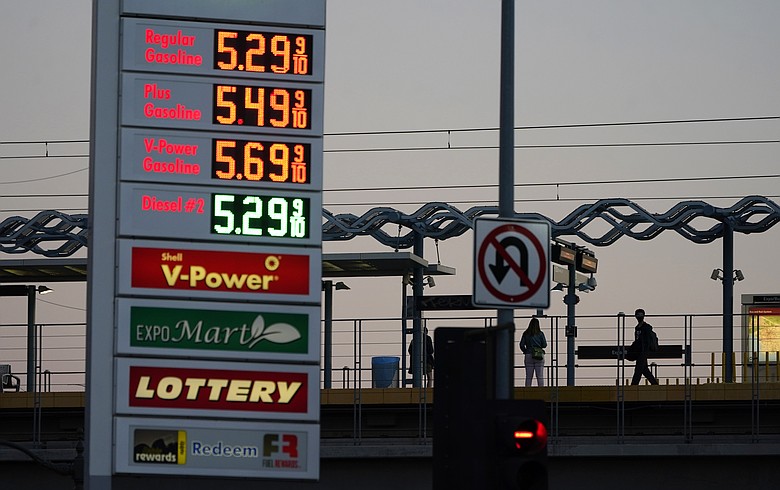 Regular
Gasoline
5.29 9/10
Plus
Gasoline
5.49 9/10
V-Power
Gasoline
5.69 9/10
Diesel #2
5.29 9/10
Shell
V-Power
EXPO Mart
LOTTERY
rewards
Redeem
FR
FUEL REWARDS